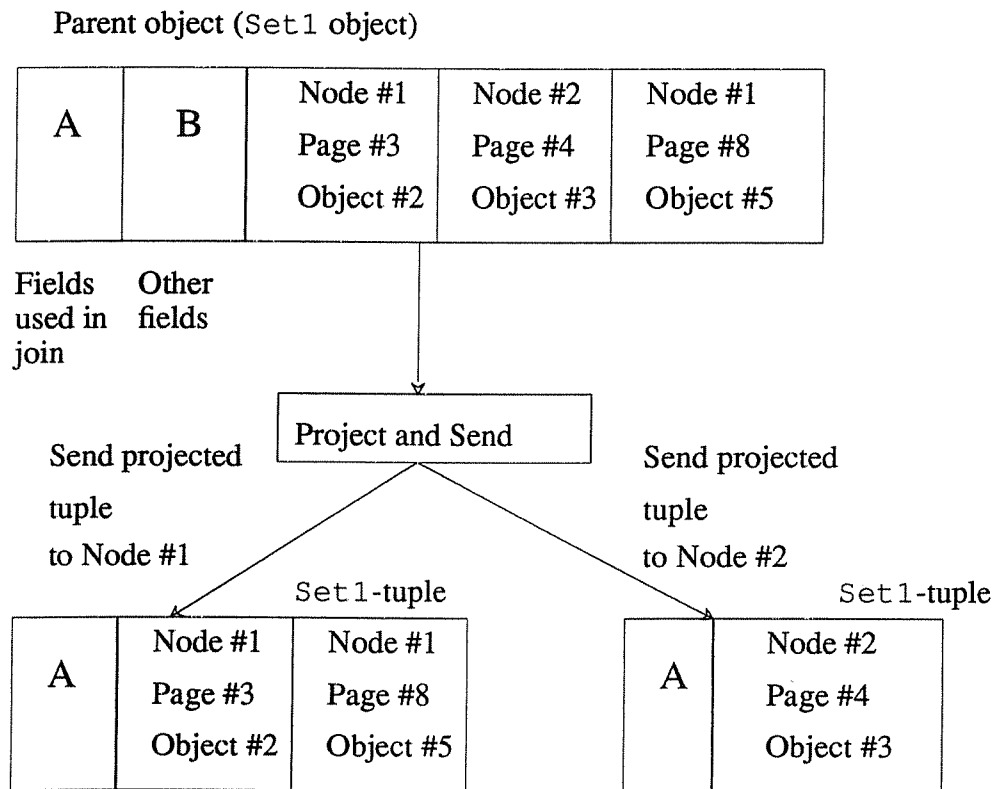 Parent object (Set1 object)
A
B
Node #1
Page #3
Object #2
Node #2
Page #4
Object #3
Node #1
Page #8
Object #5
Fields
used in
join
Other
fields
Project and Send
Send projected
tuple
to Node #1
Send projected
tuple
to Node #2
Set1-tuple
A
Node #1
Page #3
Object #2
Node #1
Page #8
Object #5
Set1-tuple
A
Node #2
Page #4
Object #3